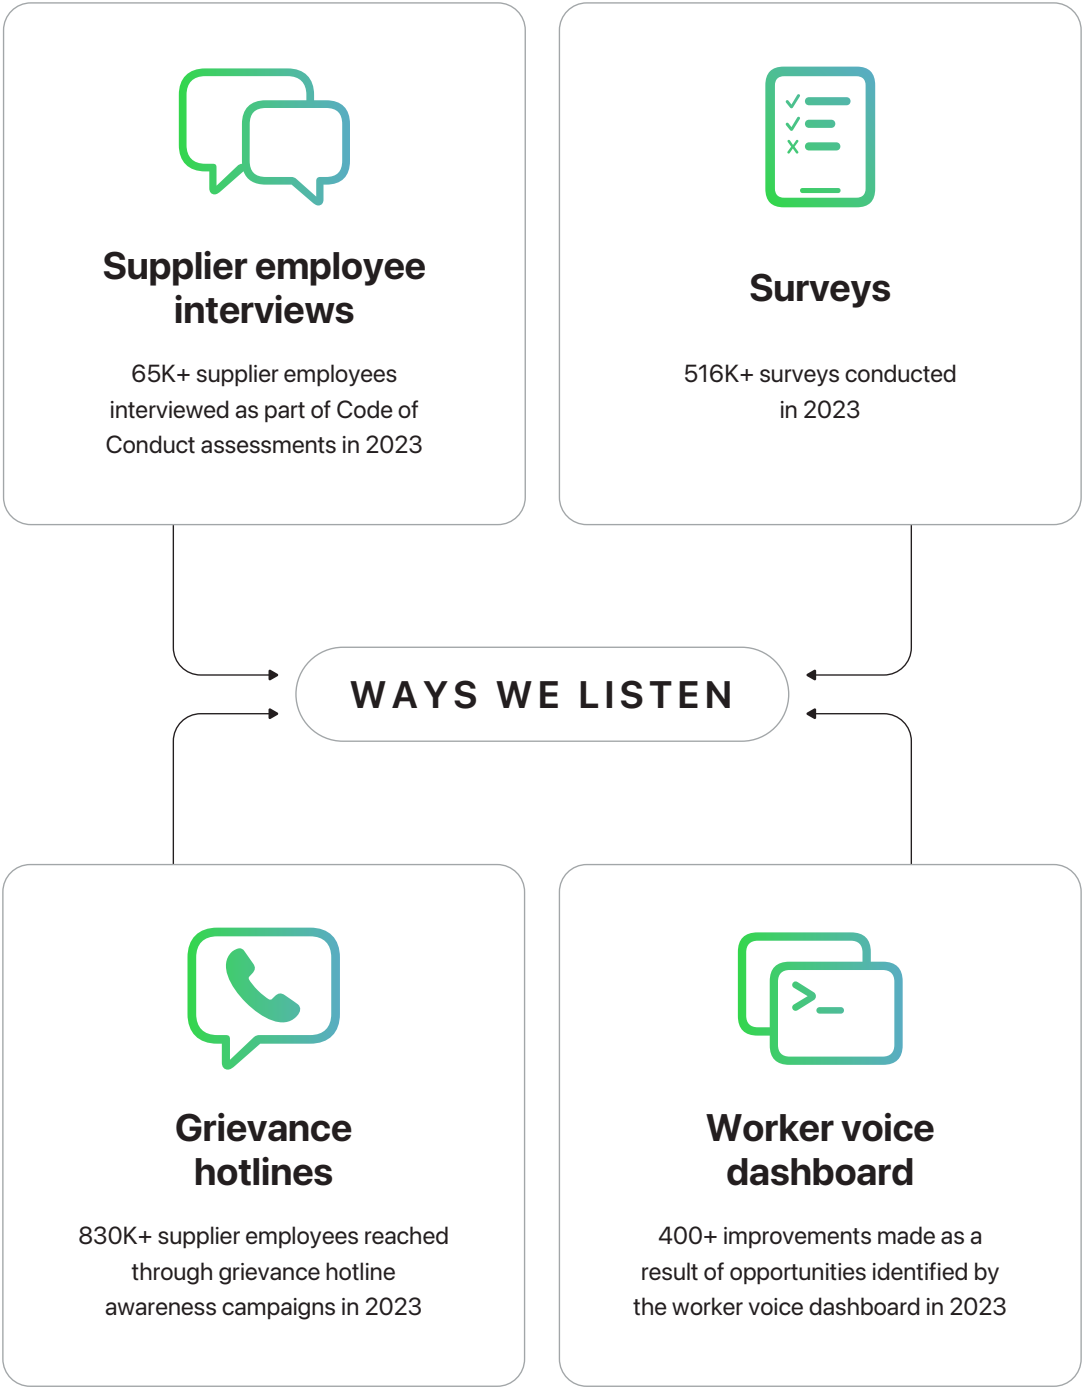 Supplier employee
interviews
65K+ supplier employees
interviewed as part of Code of
Conduct assessments in 2023
Surveys
516K+ surveys conducted
in 2023
WAYS WE LISTEN
Grievance
hotlines
830K+ supplier employees reached
through grievance hotline
awareness campaigns in 2023
Worker voice
dashboard
400+ improvements made as a
result of opportunities identified by
the worker voice dashboard in 2023